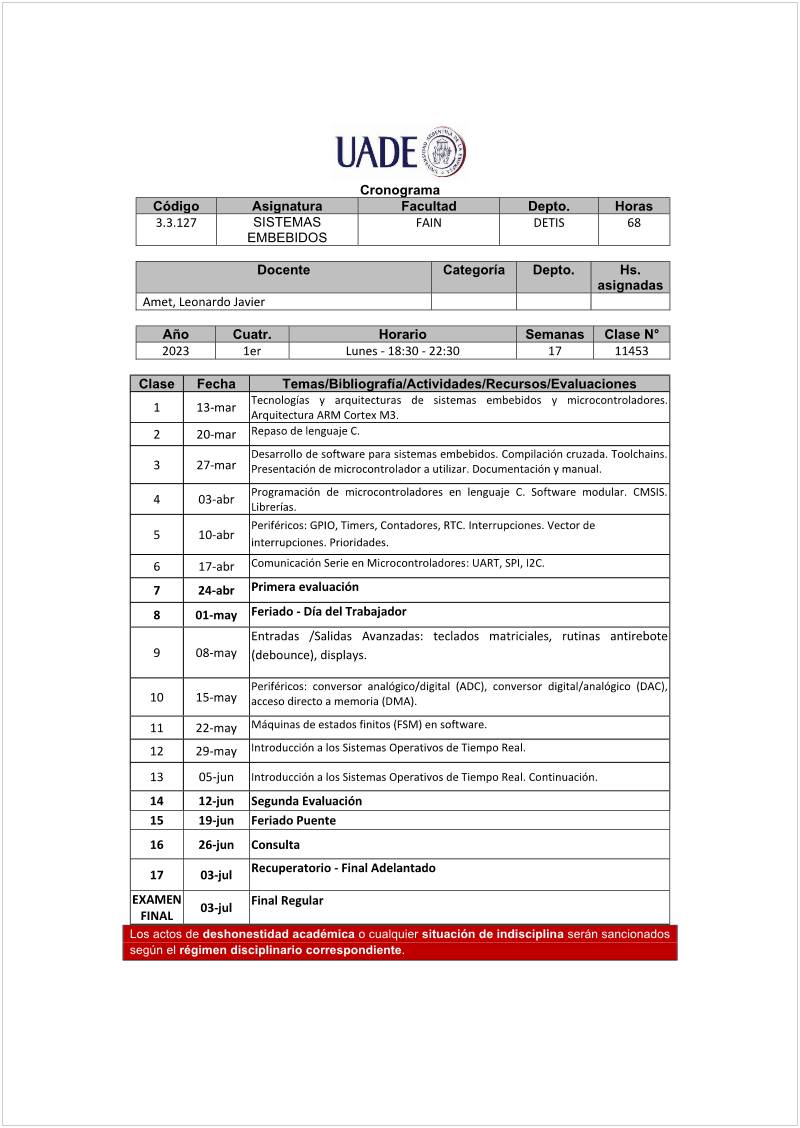 UADE
Cronograma
Código Asignatura Facultad Depto. Horas
3.3.127 SISTEMAS FAIN DETIS 68
EMBEBIDOS
Docente Categoría Depto. Hs.
asignadas
Amet, Leonardo Javier
Año Cuatr. Horario Semanas Clase N°
2023 1er Lunes - 18:30 - 22:30 17 11453
Clase Fecha Temas/Bibliografía/Actividades/Recursos/Evaluaciones
1 13-mar Tecnologías y arquitecturas de sistemas embebidos y microcontroladores.
Arquitectura ARM Cortex M3.
2 20-mar Repaso de lenguaje C.
3 27-mar Desarrollo de software para sistemas embebidos. Compilación cruzada. Toolchains.
Presentación de microcontrolador a utilizar. Documentación y manual.
4 03-abr Programación de microcontroladores en lenguaje C. Software modular. CMSIS.
Librerías.
5 10-abr Periféricos: GPIO, Timers, Contadores, RTC. Interrupciones. Vector de
interrupciones. Prioridades.
6 17-abr Comunicación Serie en Microcontroladores: UART, SPI, I2C.
7 24-abr Primera evaluación
8 01-may Feriado - Día del Trabajador
9 08-may Entradas /Salidas Avanzadas: teclados matriciales, rutinas antirebote
(debounce), displays.
10 15-may Periféricos: conversor analógico/digital (ADC), conversor digital/analógico (DAC),
acceso directo a memoria (DMA).
11 22-may Máquinas de estados finitos (FSM) en software.
12 29-may Introducción a los Sistemas Operativos de Tiempo Real.
13 05-jun Introducción a los Sistemas Operativos de Tiempo Real. Continuación.
14 12-jun Segunda Evaluación
15 19-jun Feriado Puente
16 26-jun Consulta
17 03-jul Recuperatorio - Final Adelantado
EXAMEN
FINAL 03-jul Final Regular
Los actos de deshonestidad académica o cualquier situación de indisciplina serán sancionados
según el régimen disciplinario correspondiente.